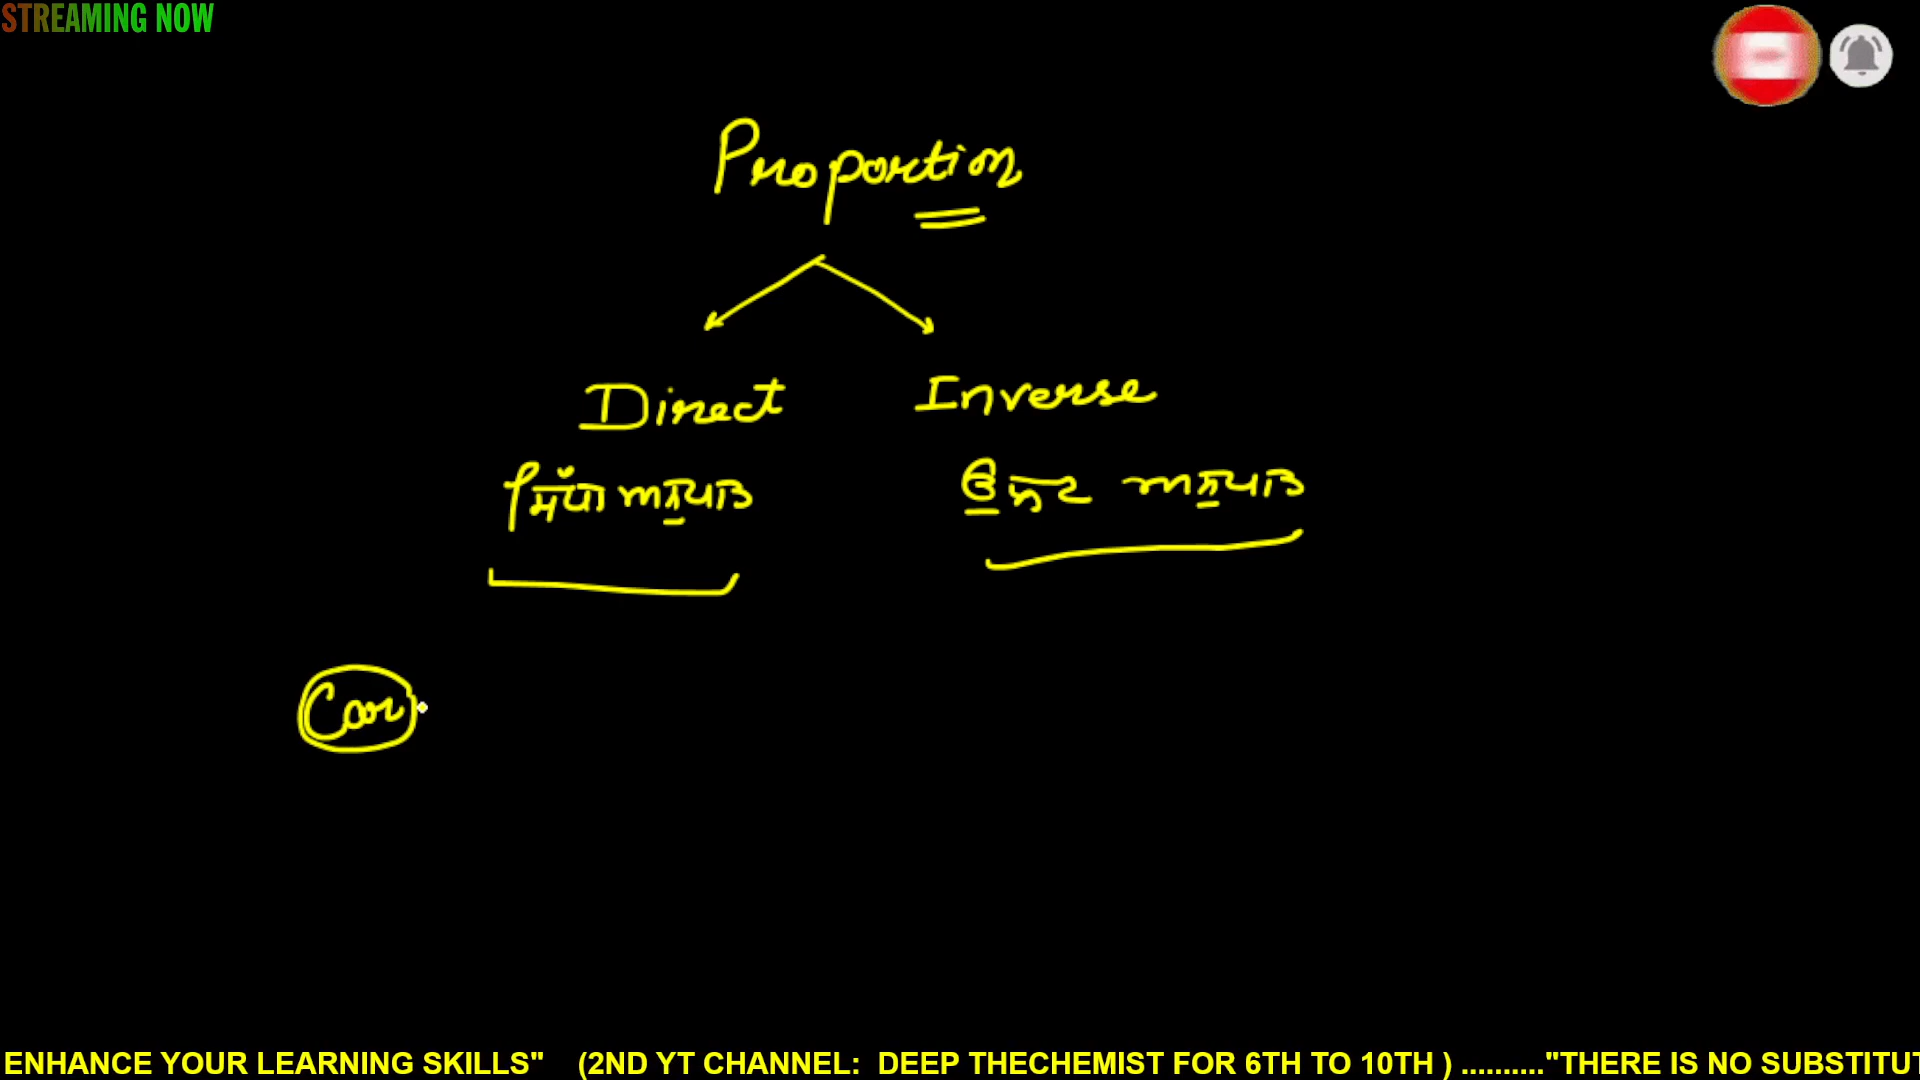 STREAMING NOW
Proportion
Direct Inverse
ਸਿੱਧਾ ਅਨੁਪਾਤ ਉਲਟ ਅਨੁਪਾਤ
Car
ENHANCE YOUR LEARNING SKILLS" (2ND YT CHANNEL: DEEP THECHEMIST FOR 6TH TO 10TH ) .........."THERE IS NO SUBSTITUT